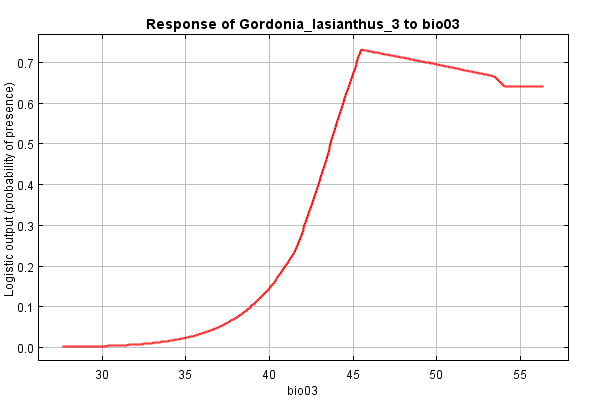 Response of Gordonia_lasianthus_3 to bio03
Logistic output (probability of presence)
0.7
0.6
0.5
0.4
0.3
0.2
0.1
0.0
30 35 40 45 50 55
bio03